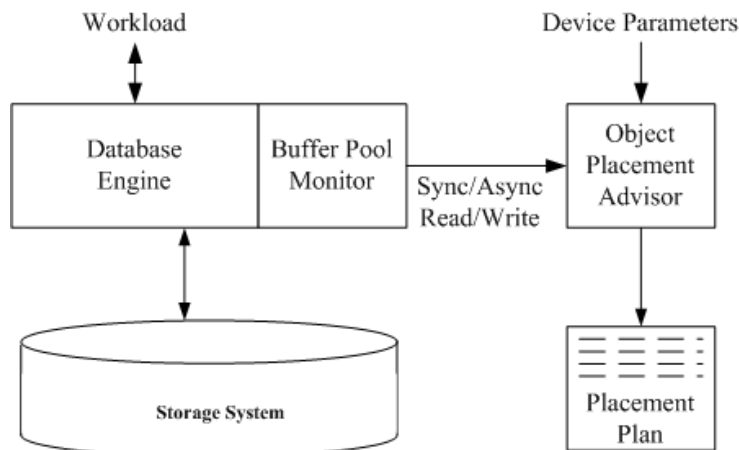 Workload
Device Parameters
Database
Engine
Buffer Pool
Monitor
Sync/Async
Read/Write
Object
Placement
Advisor
Storage System
Placement
Plan